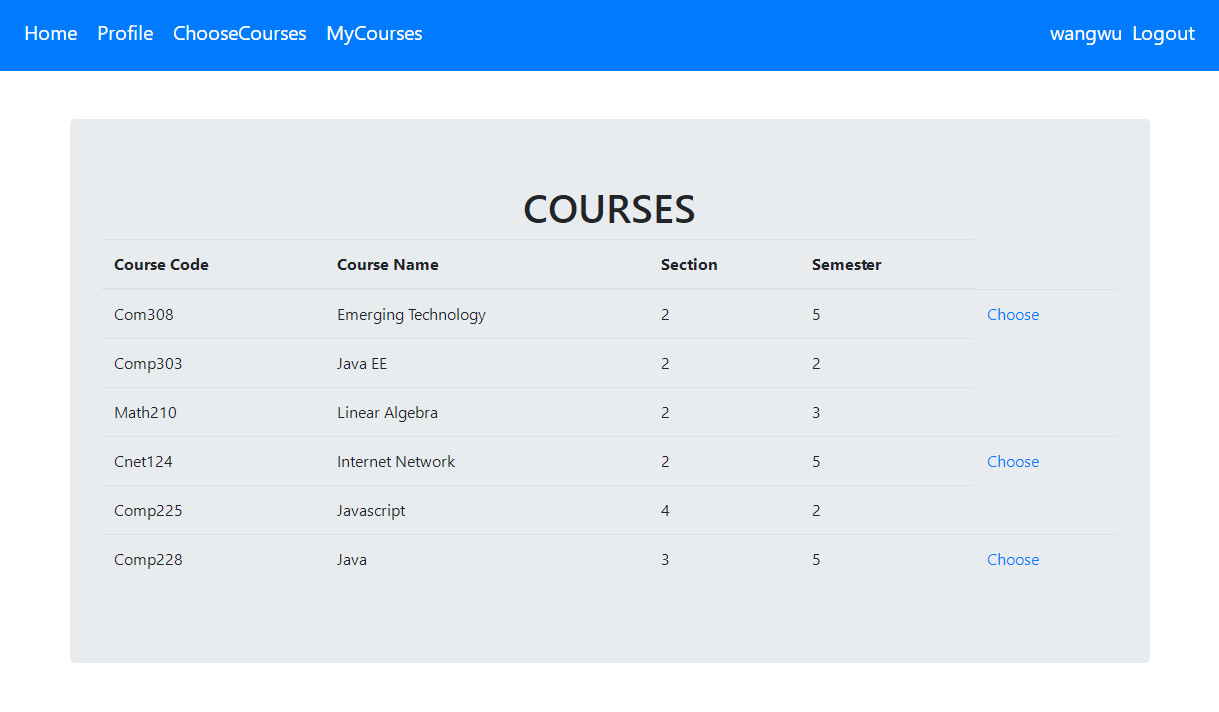 Home Profile ChooseCourses MyCourses wangwu Logout
COURSES
Course Code Course Name Section Semester
Com308 Emerging Technology 2 5 Choose
Comp303 Java EE 2 2
Math210 Linear Algebra 2 3
Cnet124 Internet Network 2 5 Choose
Comp225 Javascript 4 2
Comp228 Java 3 5 Choose